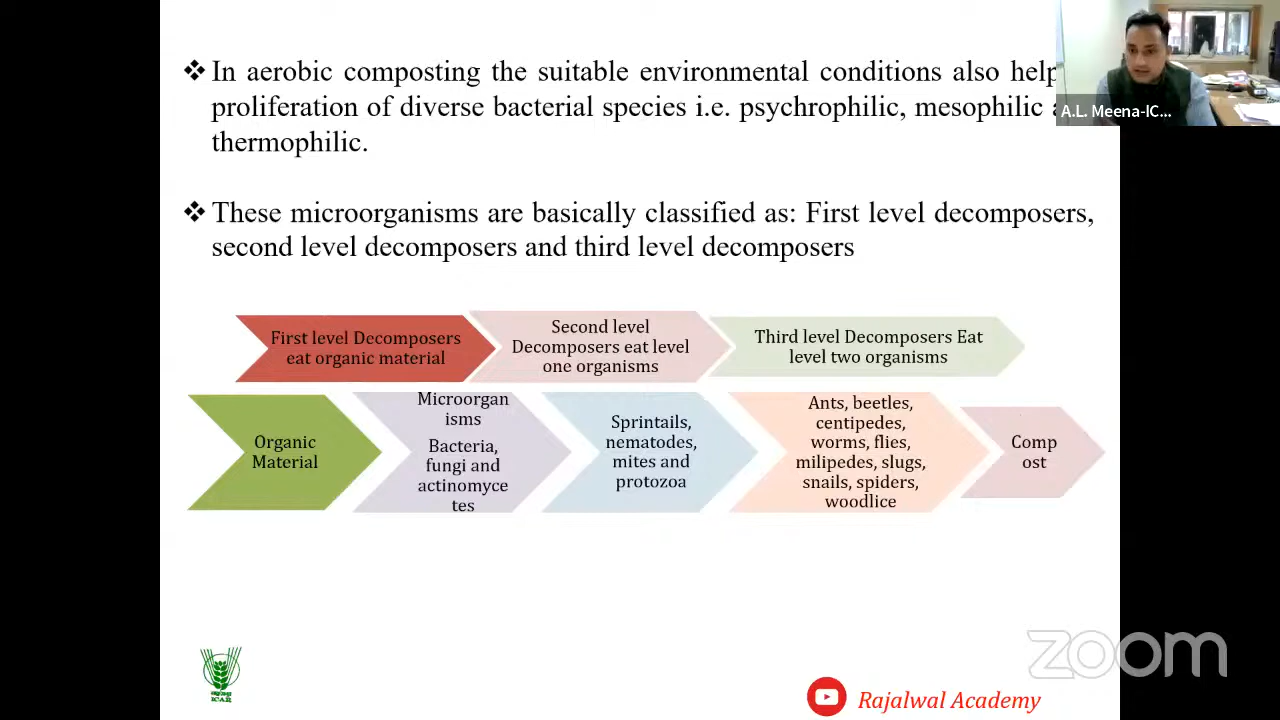 ❖ In aerobic composting the suitable environmental conditions also help
proliferation of diverse bacterial species i.e. psychrophilic, mesophilic a
thermophilic.
❖ These microorganisms are basically classified as: First level decomposers,
second level decomposers and third level decomposers
First level Decomposers
eat organic material
Second level
Decomposers eat level
one organisms
Third level Decomposers Eat
level two organisms
Organic
Material
Microorgan
isms
Bacteria,
fungi and
actinomyce
tes
Sprintails,
nematodes,
mites and
protozoa
Ants, beetles,
centipedes,
worms, flies,
milipedes, slugs,
snails, spiders,
woodlice
Comp
ost
A.L. Meena-IC...
ICAR
zoom
Rajalwal Academy